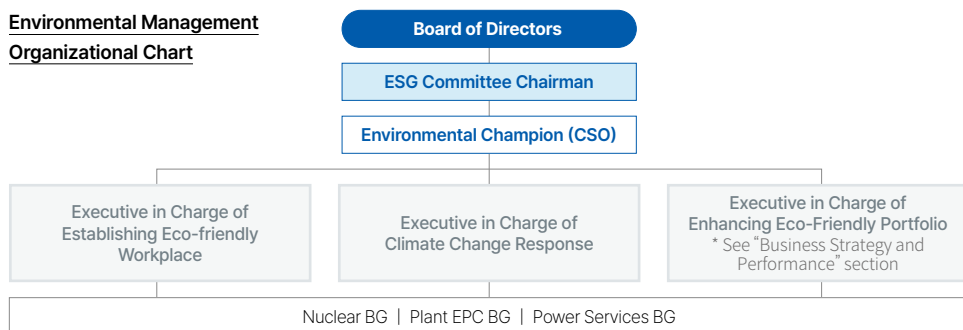 Environmental Management
Organizational Chart
Board of Directors
ESG Committee Chairman
Environmental Champion (CSO)
Executive in Charge of
Establishing Eco-friendly
Workplace
Executive in Charge of
Climate Change Response
Executive in Charge of
Enhancing Eco-Friendly Portfolio
* See “Business Strategy and
Performance” section
Nuclear BG | Plant EPC BG | Power Services BG